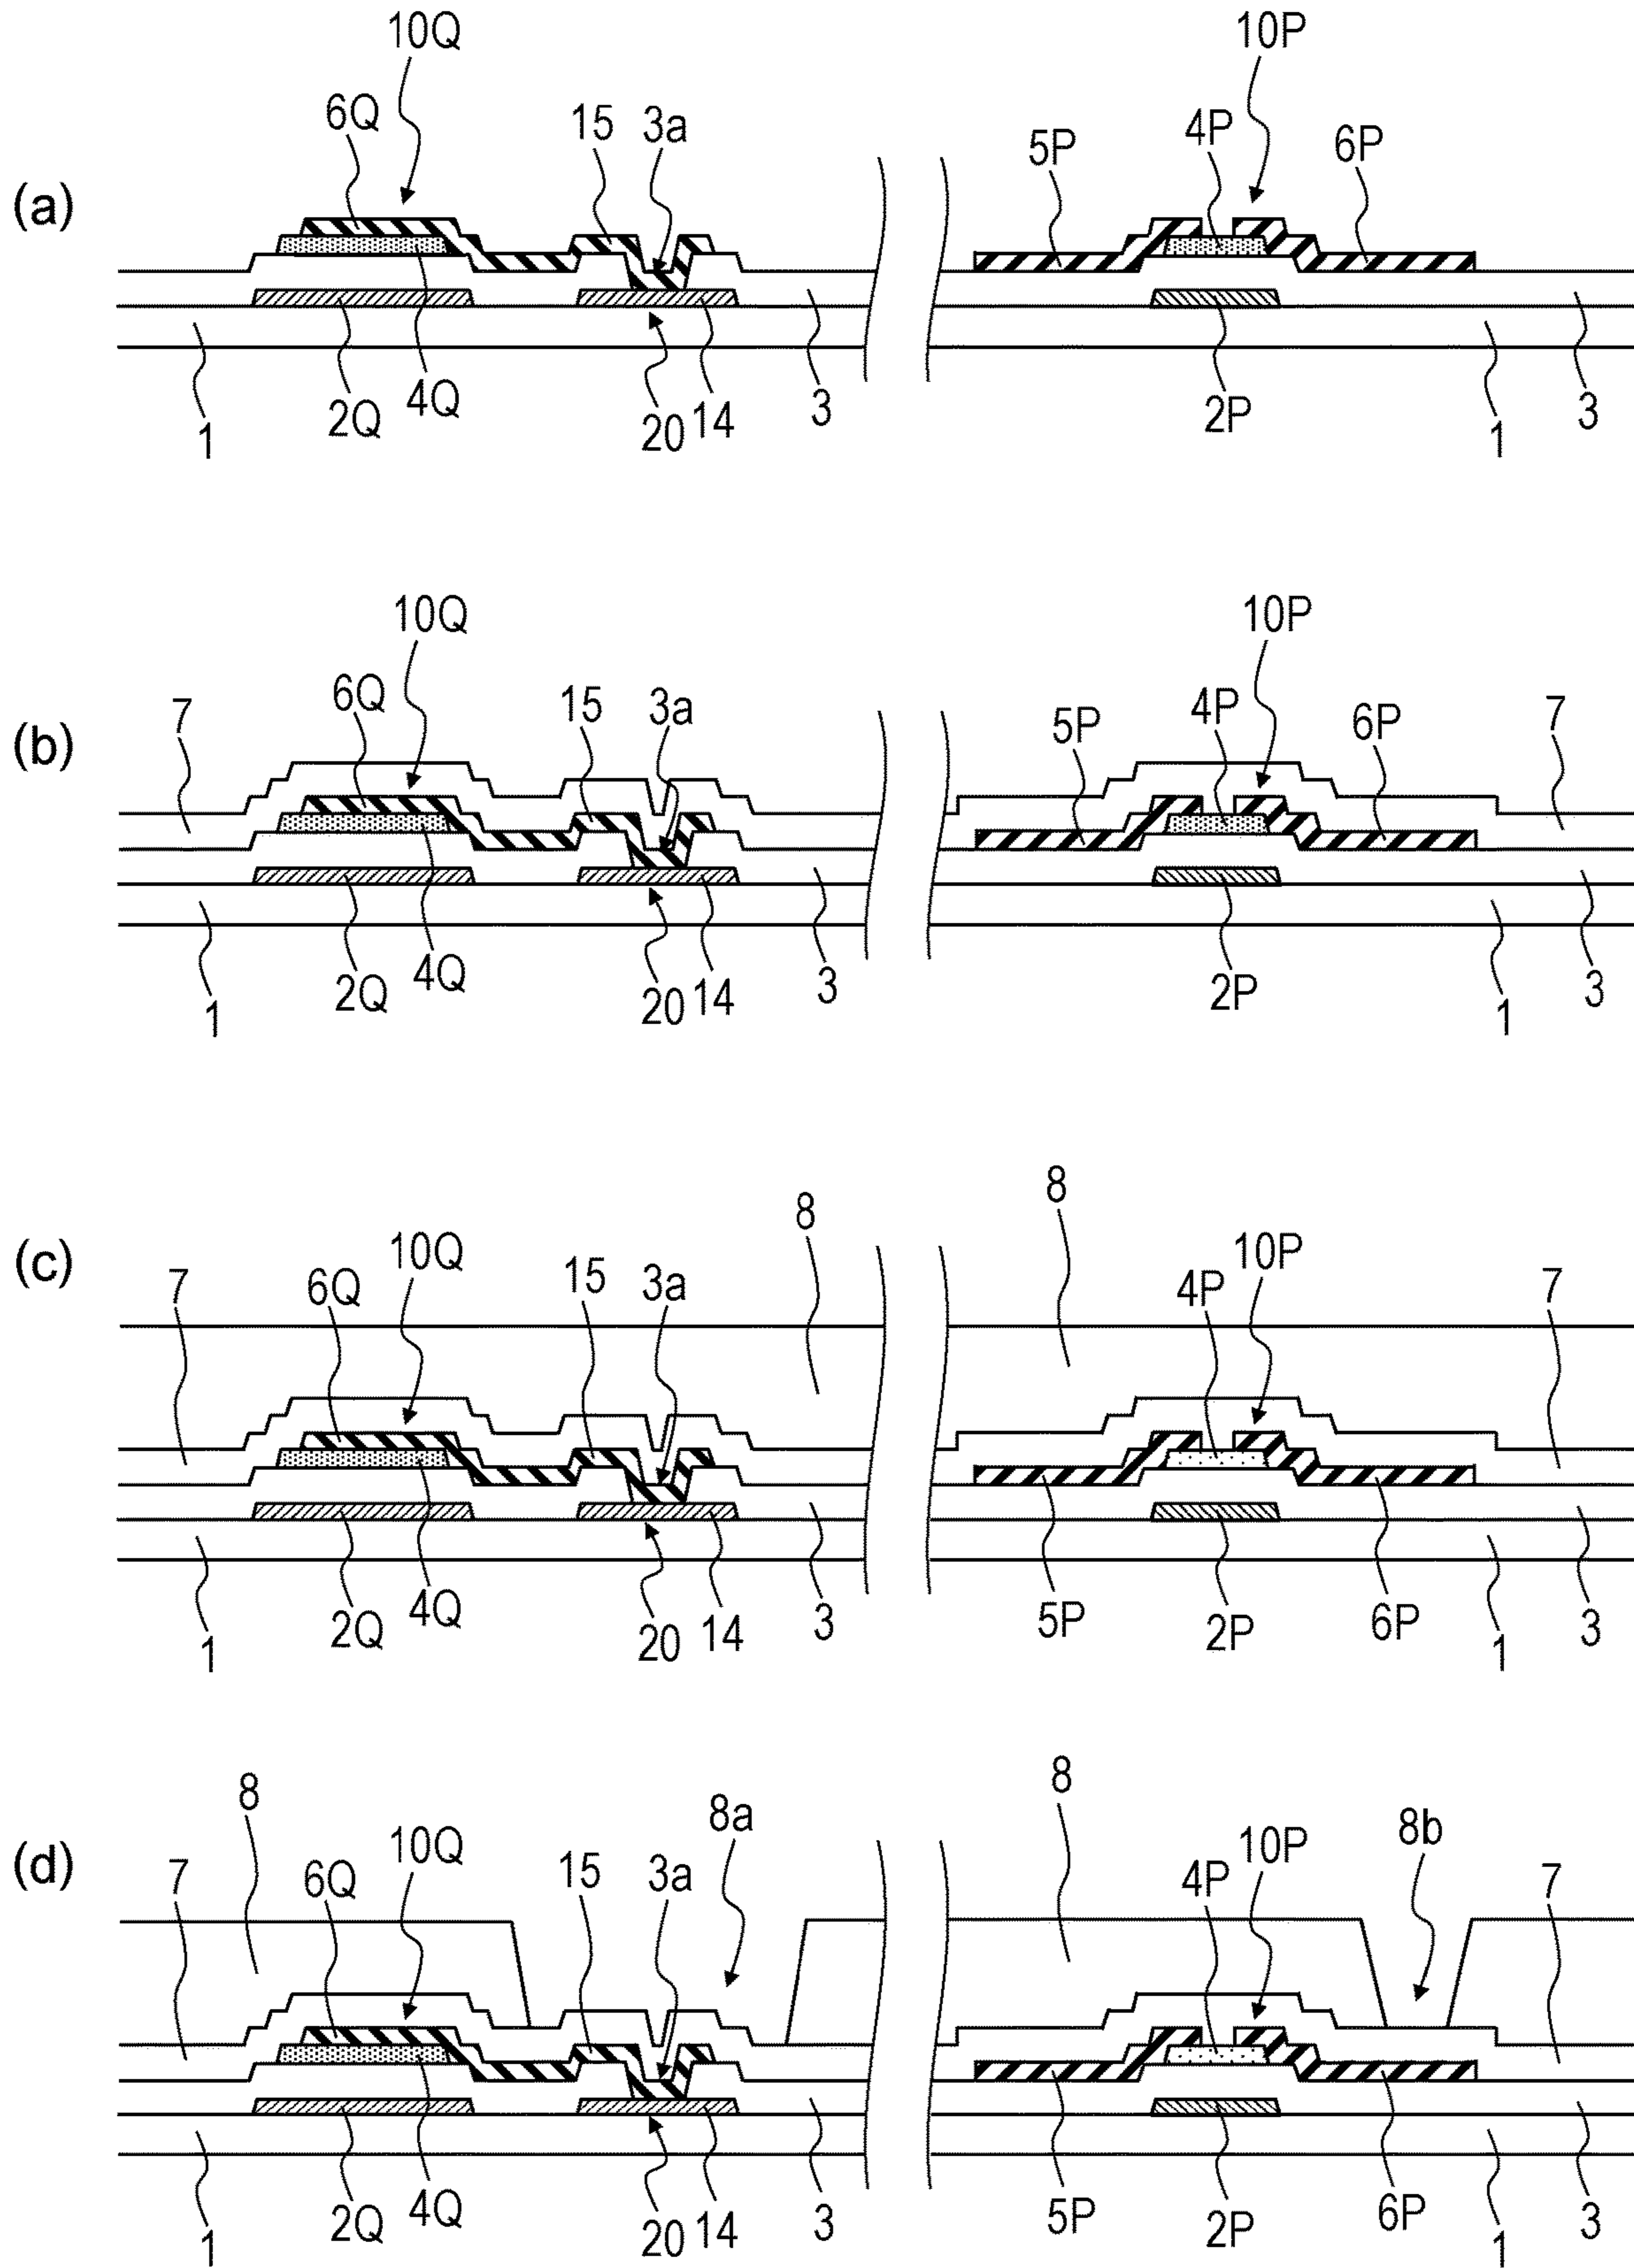 10Q 10P
6Q 15 3a 5P 4P 6P
(a)
1 2Q 4Q 20 14 3 2P 1 3
10Q 10P
7 6Q 15 3a 5P 4P 6P 7
(b)
1 2Q 4Q 20 14 3 2P 1 3
8 8
(c)
7 6Q 10Q 15 3a 4P 10P 7
1 2Q 4Q 20 14 3 5P 2P 6P 1 3
8 8a 8 8b
(d)
7 6Q 10Q 15 3a 4P 10P 7
1 2Q 4Q 20 14 3 5P 2P 6P 1 3